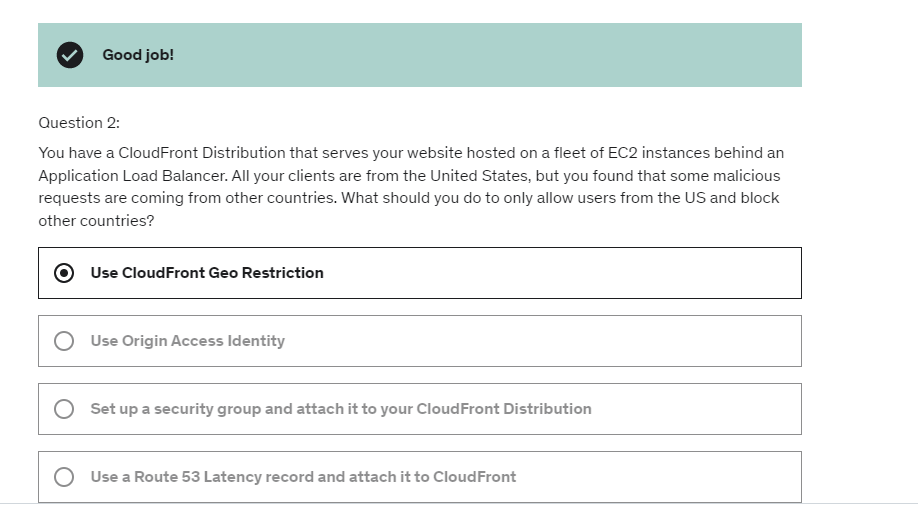 Good job!
Question 2:
You have a CloudFront Distribution that serves your website hosted on a fleet of EC2 instances behind an
Application Load Balancer. All your clients are from the United States, but you found that some malicious
requests are coming from other countries. What should you do to only allow users from the US and block
other countries?
Use CloudFront Geo Restriction
Use Origin Access Identity
Set up a security group and attach it to your CloudFront Distribution
Use a Route 53 Latency record and attach it to CloudFront